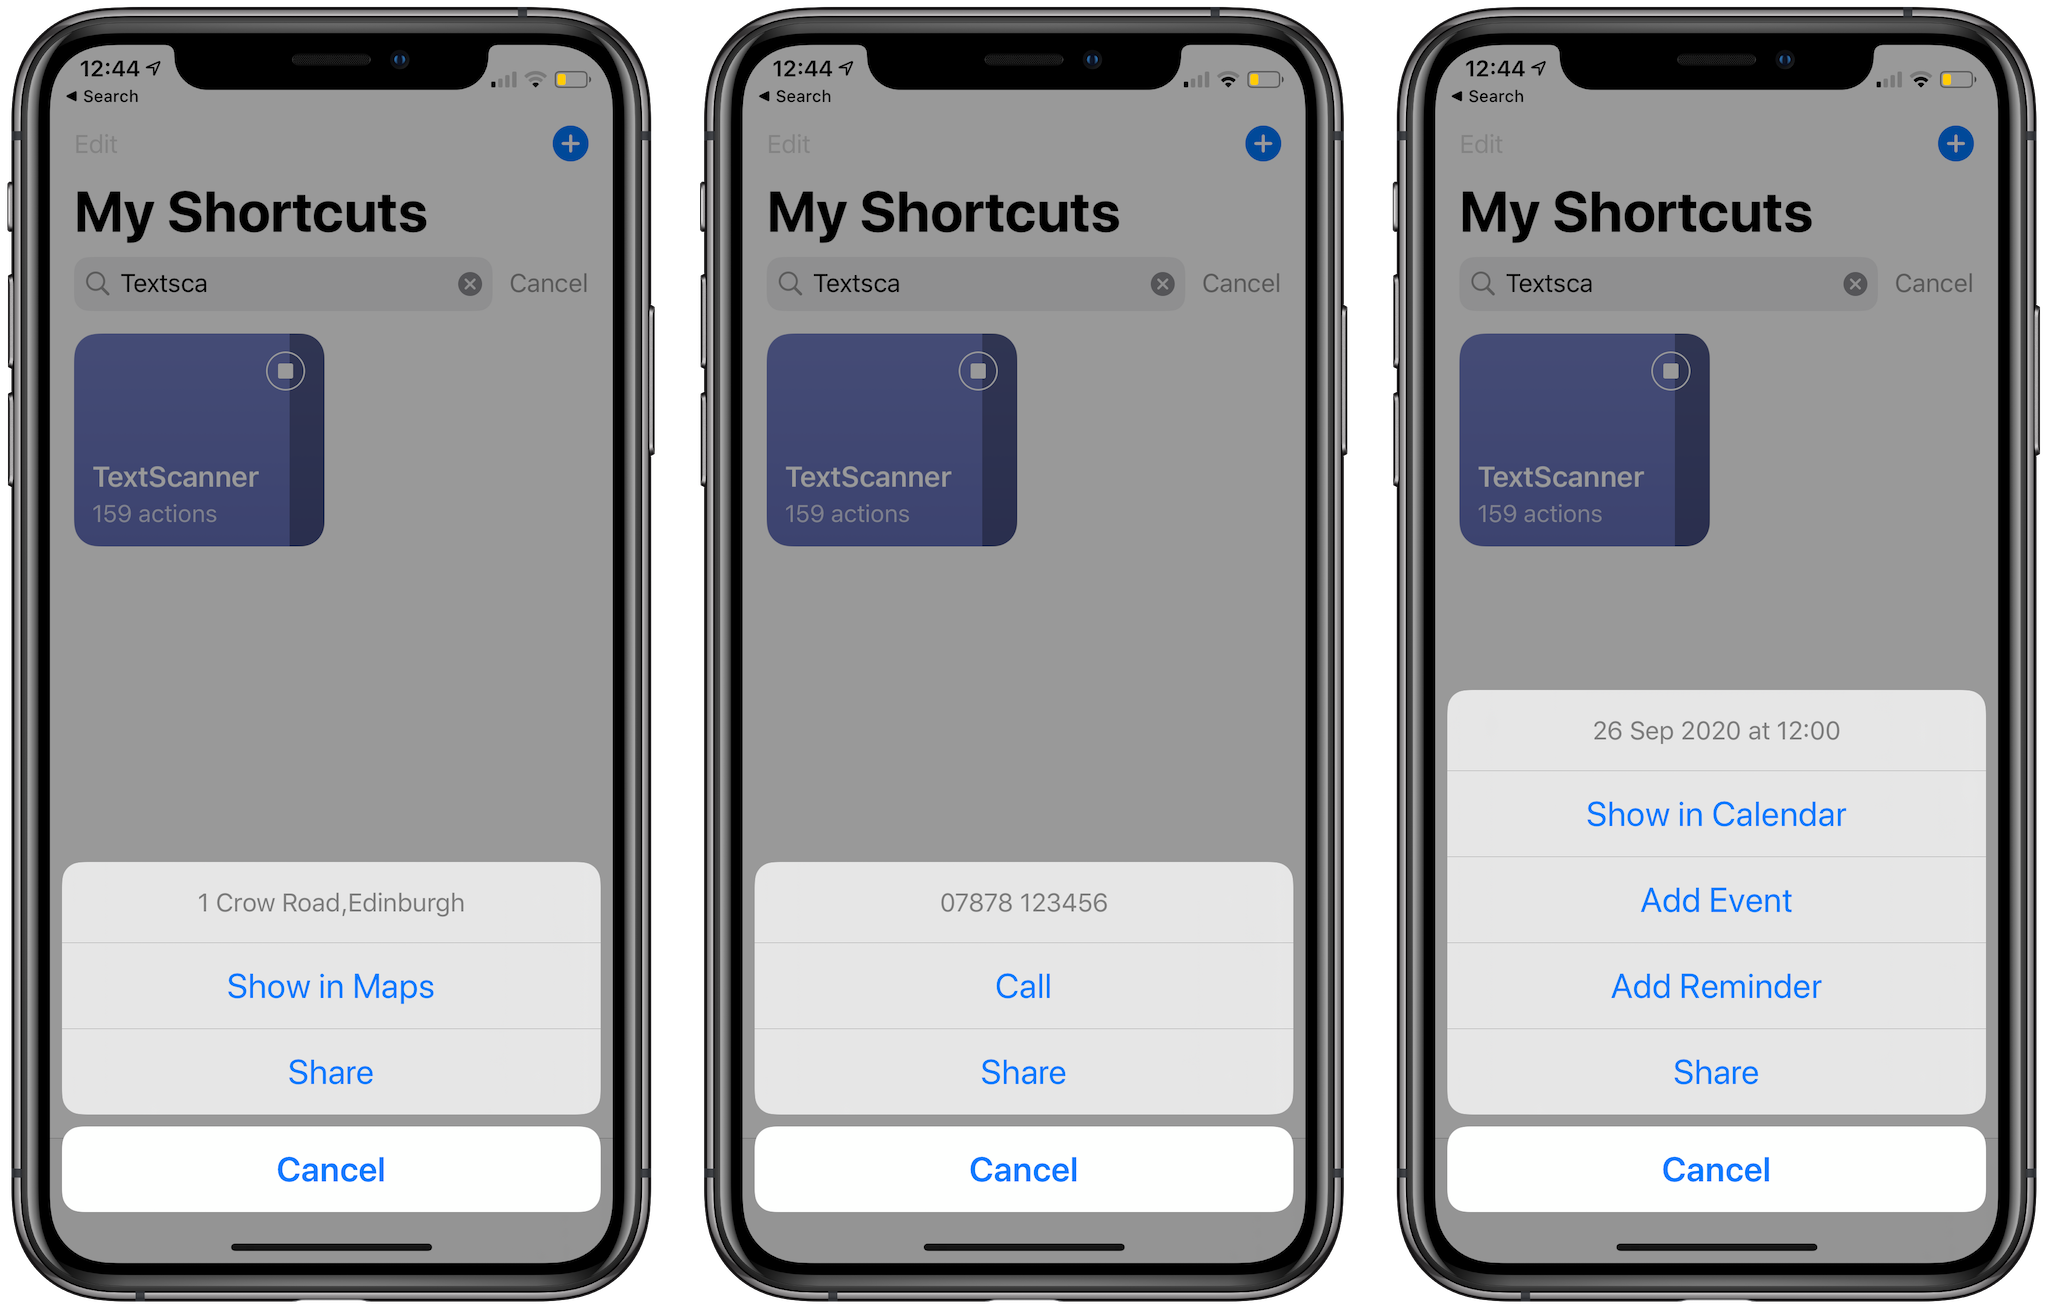 12:44
◀ Search
Edit
My Shortcuts
Textsca
Cancel
TextScanner
159 actions
1 Crow Road,Edinburgh
Show in Maps
Share
Cancel
12:44
◀ Search
Edit
My Shortcuts
Textsca
Cancel
TextScanner
159 actions
07878 123456
Call
Share
Cancel
12:44
◀ Search
Edit
My Shortcuts
Textsca
Cancel
TextScanner
159 actions
26 Sep 2020 at 12:00
Show in Calendar
Add Event
Add Reminder
Share
Cancel